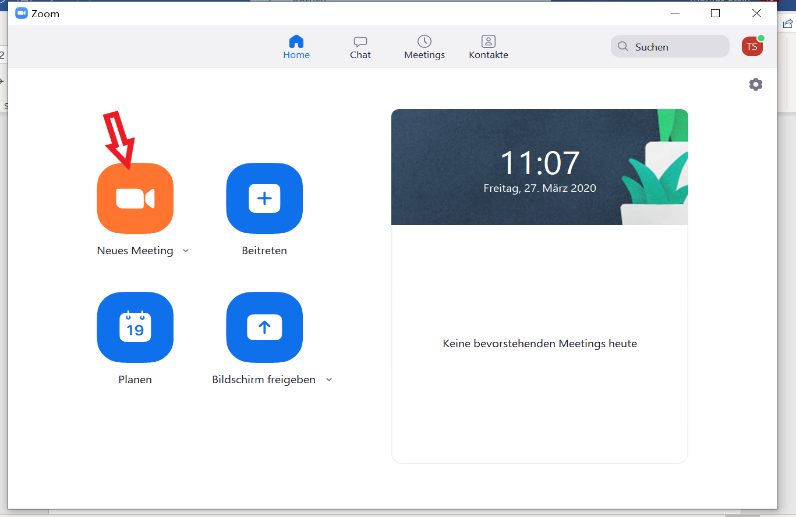 Zoom
Home
Chat
Meetings
Kontakte
Suchen
TS
11:07
Freitag, 27. März 2020
Neues Meeting
Beitreten
19
Planen
Bildschirm freigeben
Keine bevorstehenden Meetings heute